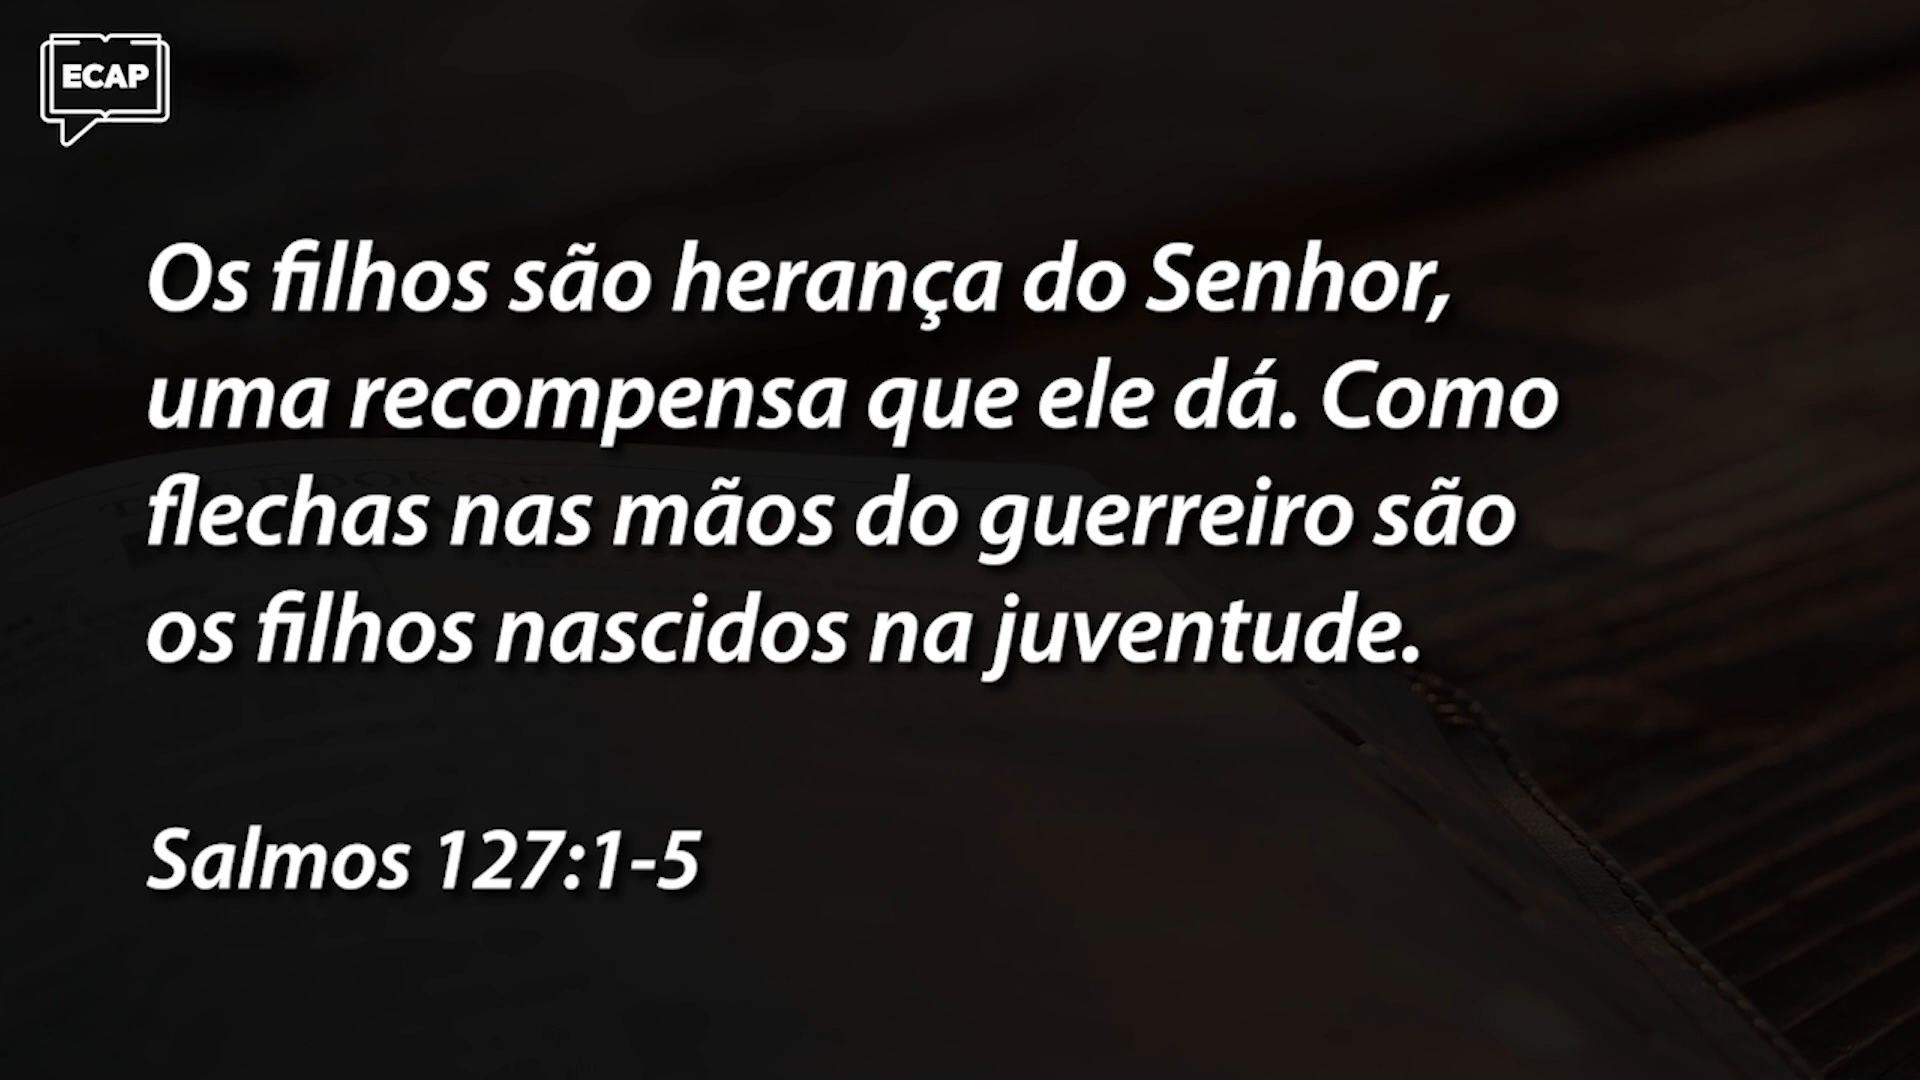 ECAP
Os filhos são herança do Senhor,
uma recompensa que ele dá. Como
flechas nas mãos do guerreiro são
os filhos nascidos na juventude.
Salmos 127:1-5